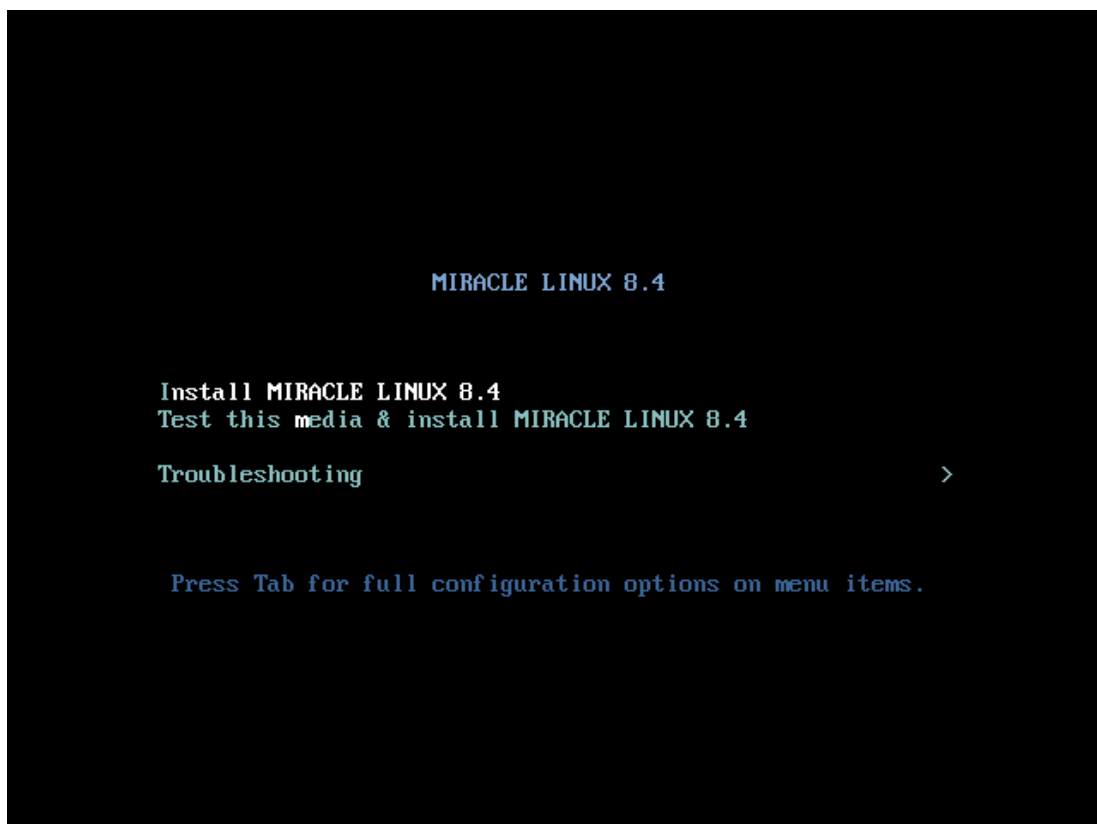 MIRACLE LINUX 8.4
Install MIRACLE LINUX 8.4
Test this media & install MIRACLE LINUX 8.4
Troubleshooting >
Press Tab for full configuration options on menu items.